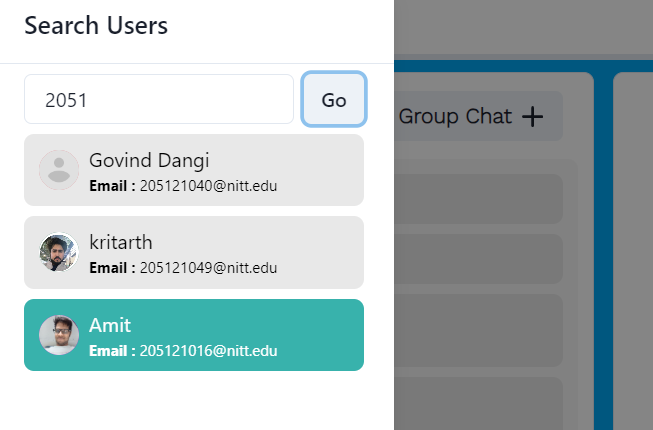 Search Users
2051
Go
Group Chat
Govind Dangi
Email : 205121040@nitt.edu
kritarth
Email : 205121049@nitt.edu
Amit
Email : 205121016@nitt.edu